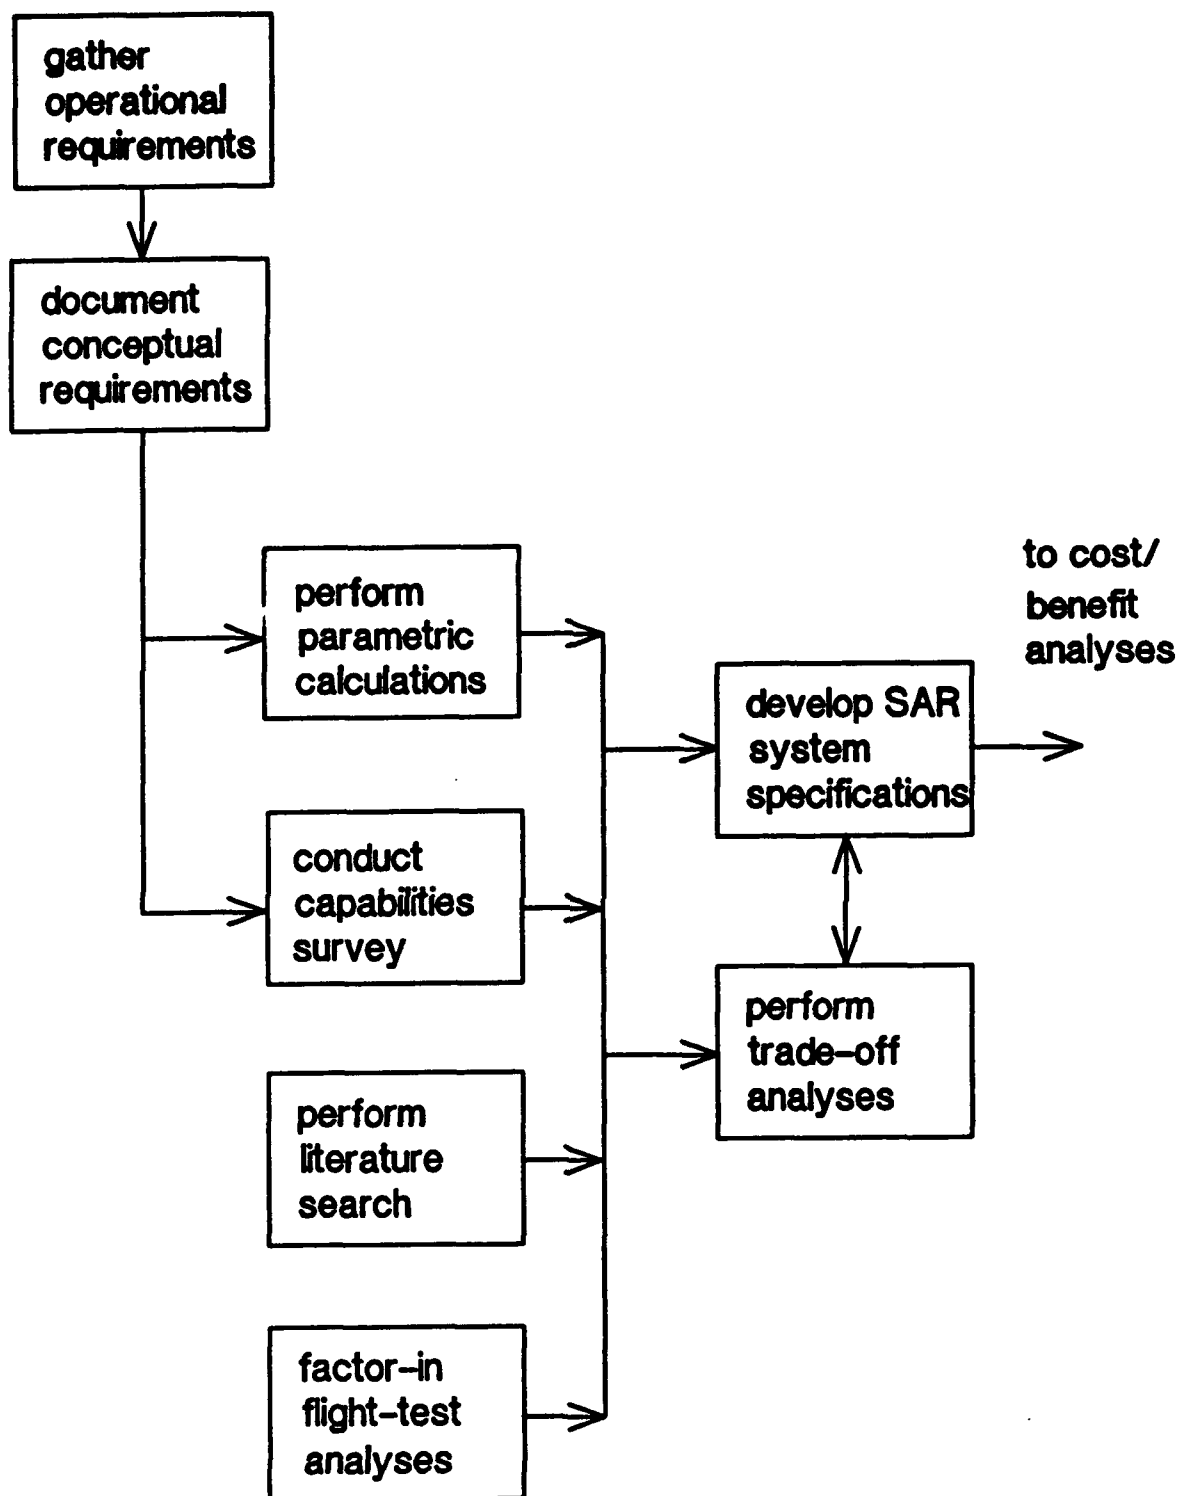 gather
operational
requirements
document
conceptual
requirements
perform
parametric
calculations
conduct
capabilities
survey
perform
literature
search
factor-in
flight-test
analyses
develop SAR
system
specifications
perform
trade-off
analyses
to cost/
benefit
analyses